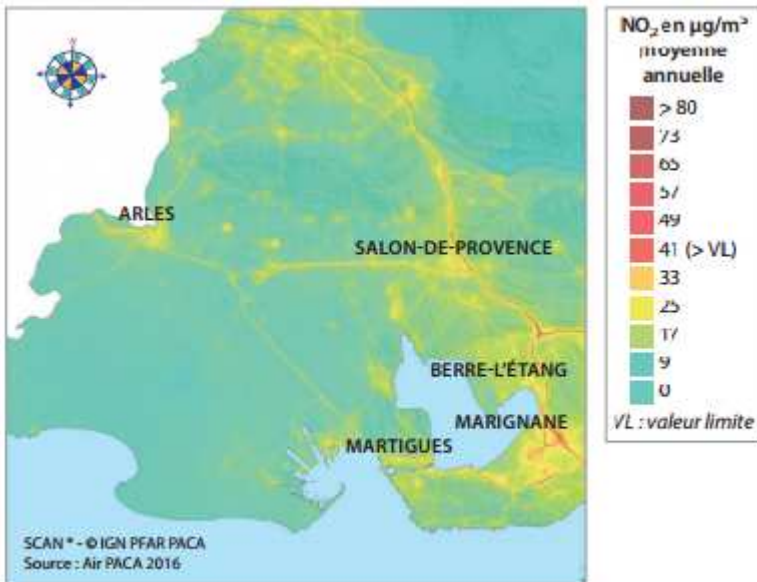 ARLES
SALON-DE-PROVENCE
BERRE-L'ÉTANG
MARIGNANE
MARTIGUES
SCAN * - © IGN PFAR PACA
Source : Air PACA 2016
NO₂ en µg/m³
moyenne
annuelle
> 80
73
65
57
49
41 (> VL)
33
25
17
9
0
VL : valeur limite